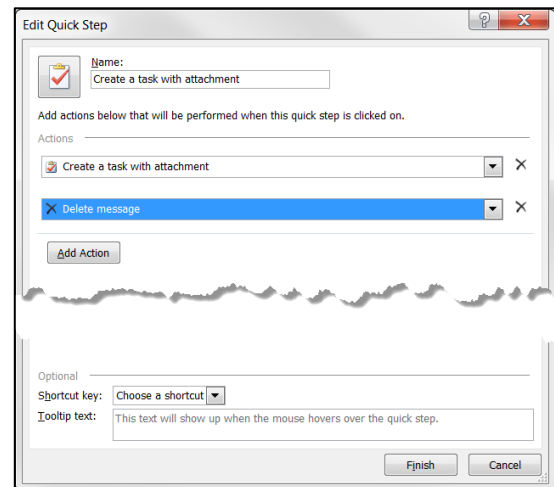 Edit Quick Step
Name:
Create a task with attachment
Add actions below that will be performed when this quick step is clicked on.
Actions
Create a task with attachment
Delete message
Add Action
Optional
Shortcut key: Choose a shortcut
Tooltip text: This text will show up when the mouse hovers over the quick step.
Finish Cancel